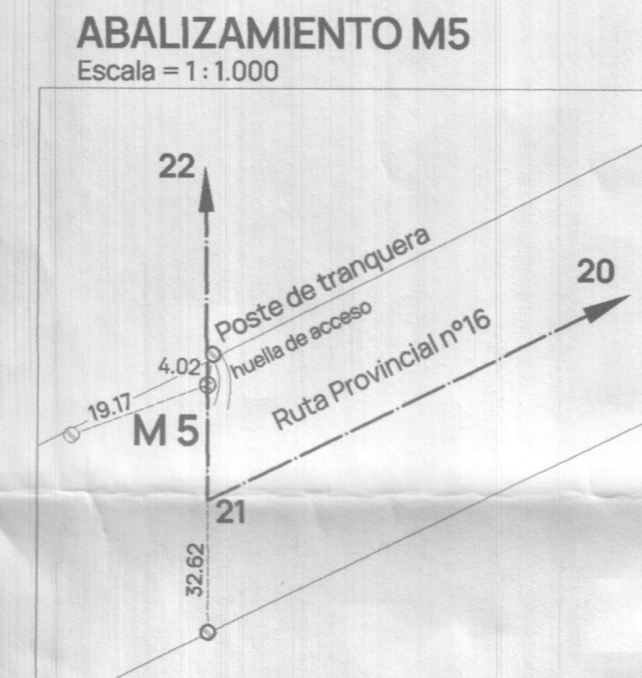 ABALIZAMIENTO M5
Escala = 1 : 1.000
22
20
Poste de tranquera
huella de acceso
Ruta Provincial nº16
4.02
19.17
M 5
21
32.62